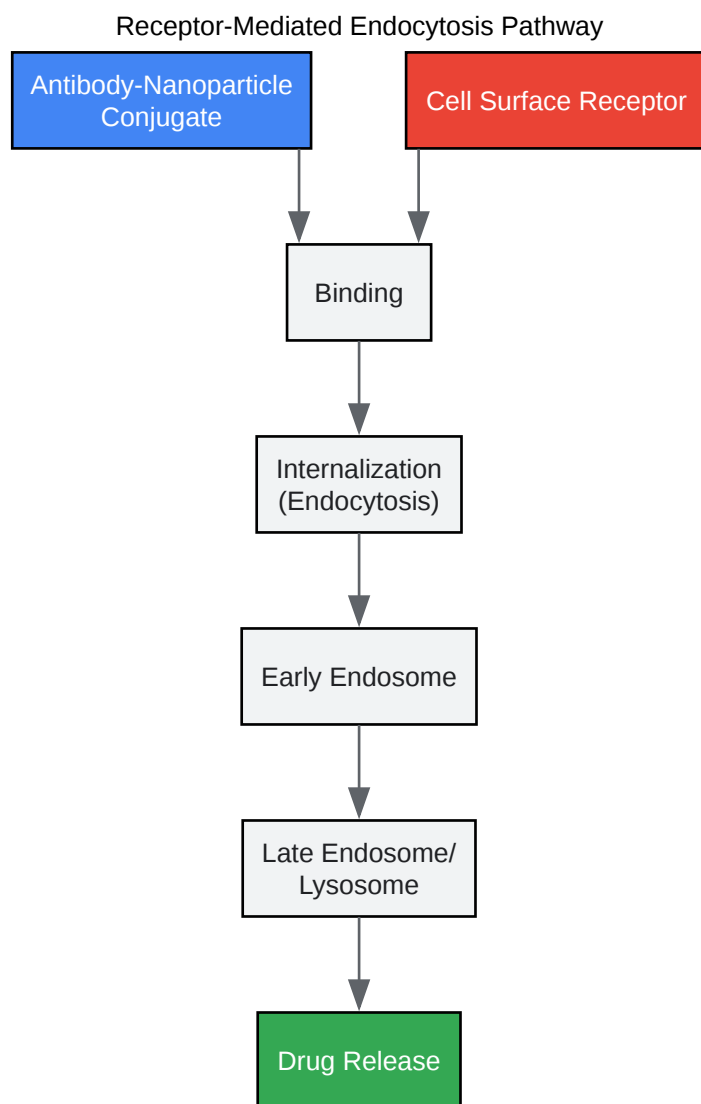 Receptor-Mediated Endocytosis Pathway
Antibody-Nanoparticle
Conjugate
Cell Surface Receptor
Binding
Internalization
(Endocytosis)
Early Endosome
Late Endosome/
Lysosome
Drug Release